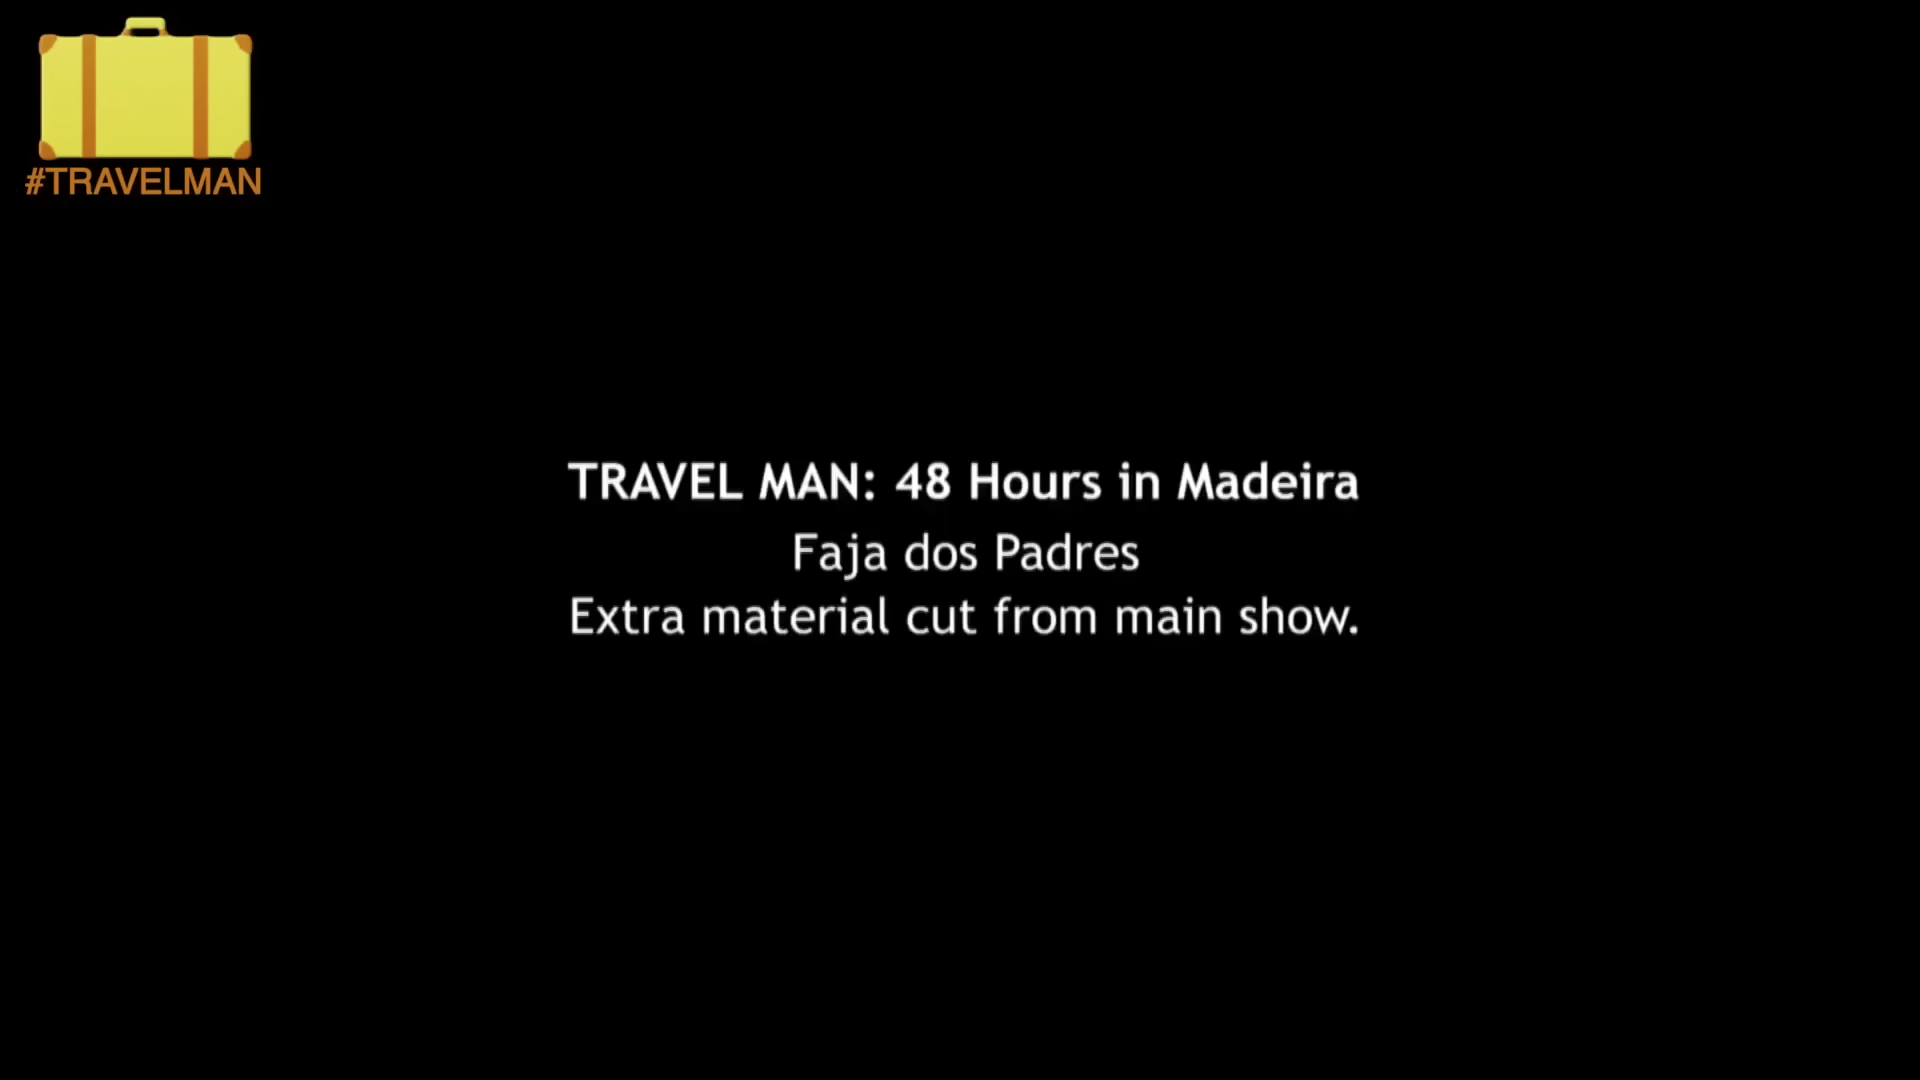 #TRAVELMAN
TRAVEL MAN: 48 Hours in Madeira
Faja dos Padres
Extra material cut from main show.